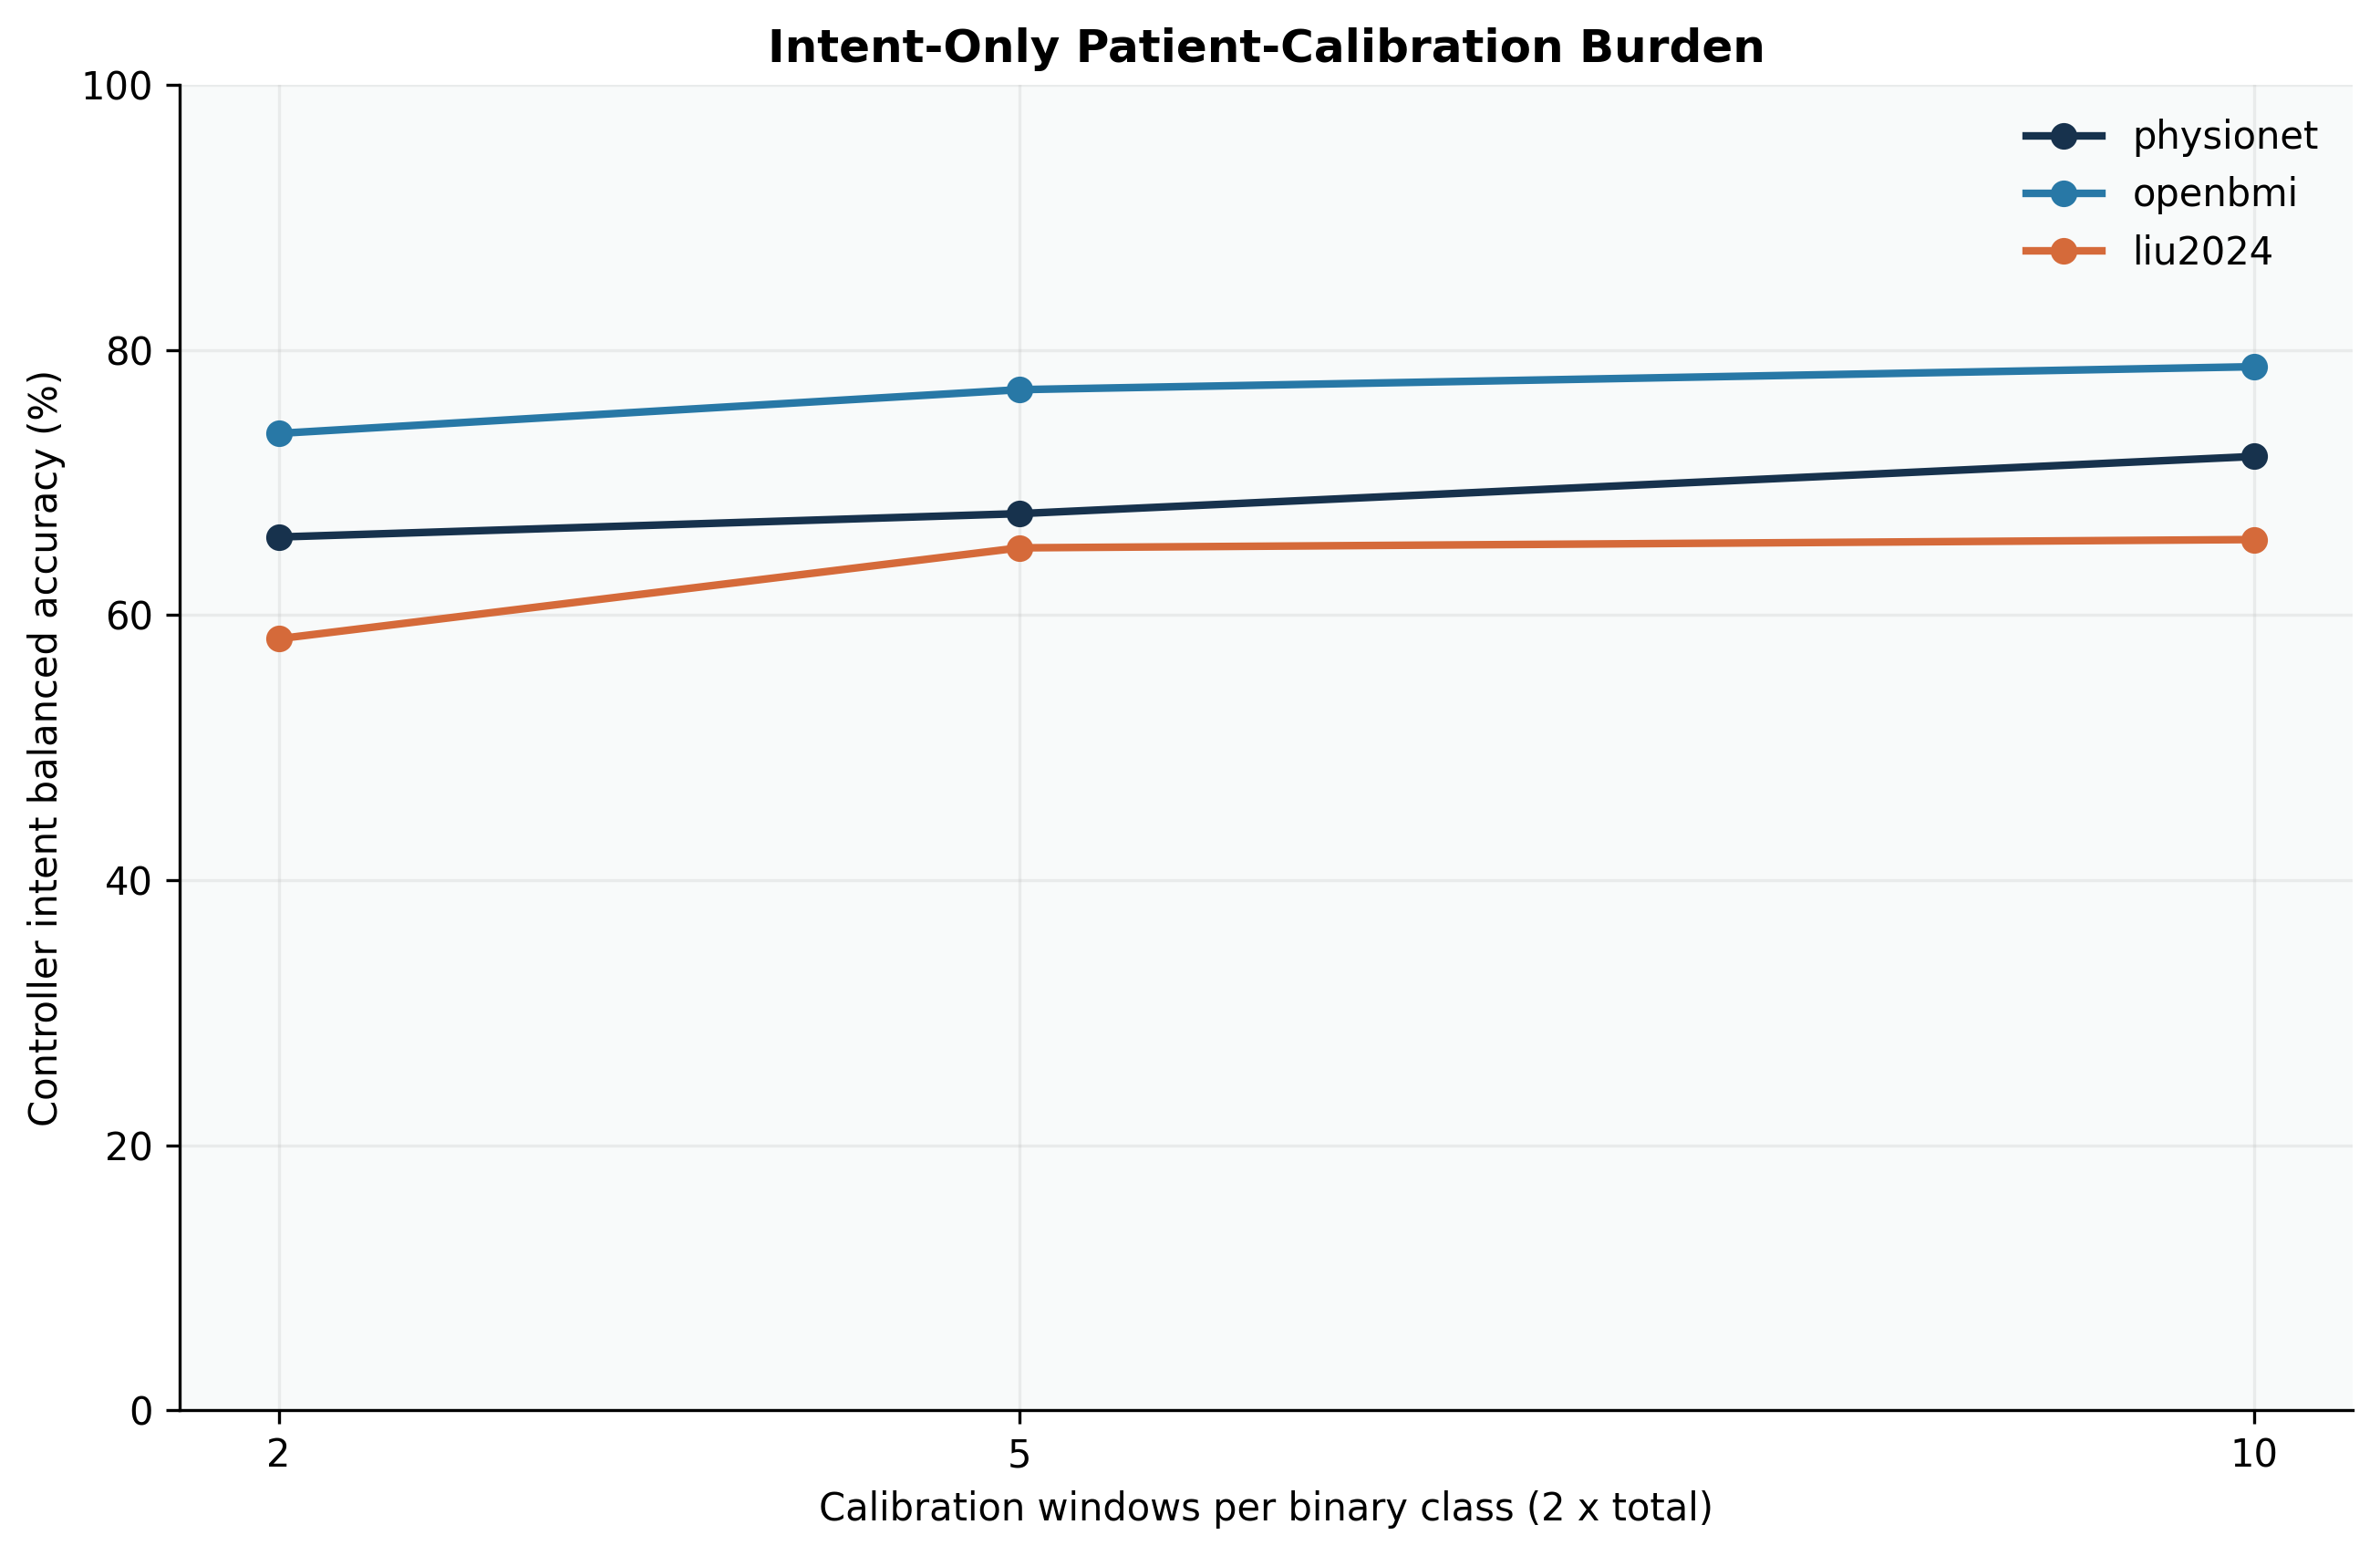 Intent-Only Patient-Calibration Burden
100
80
60
40
20
0
Controller intent balanced accuracy (%)
physionet
openbmi
liu2024
2
5
10
Calibration windows per binary class (2 x total)